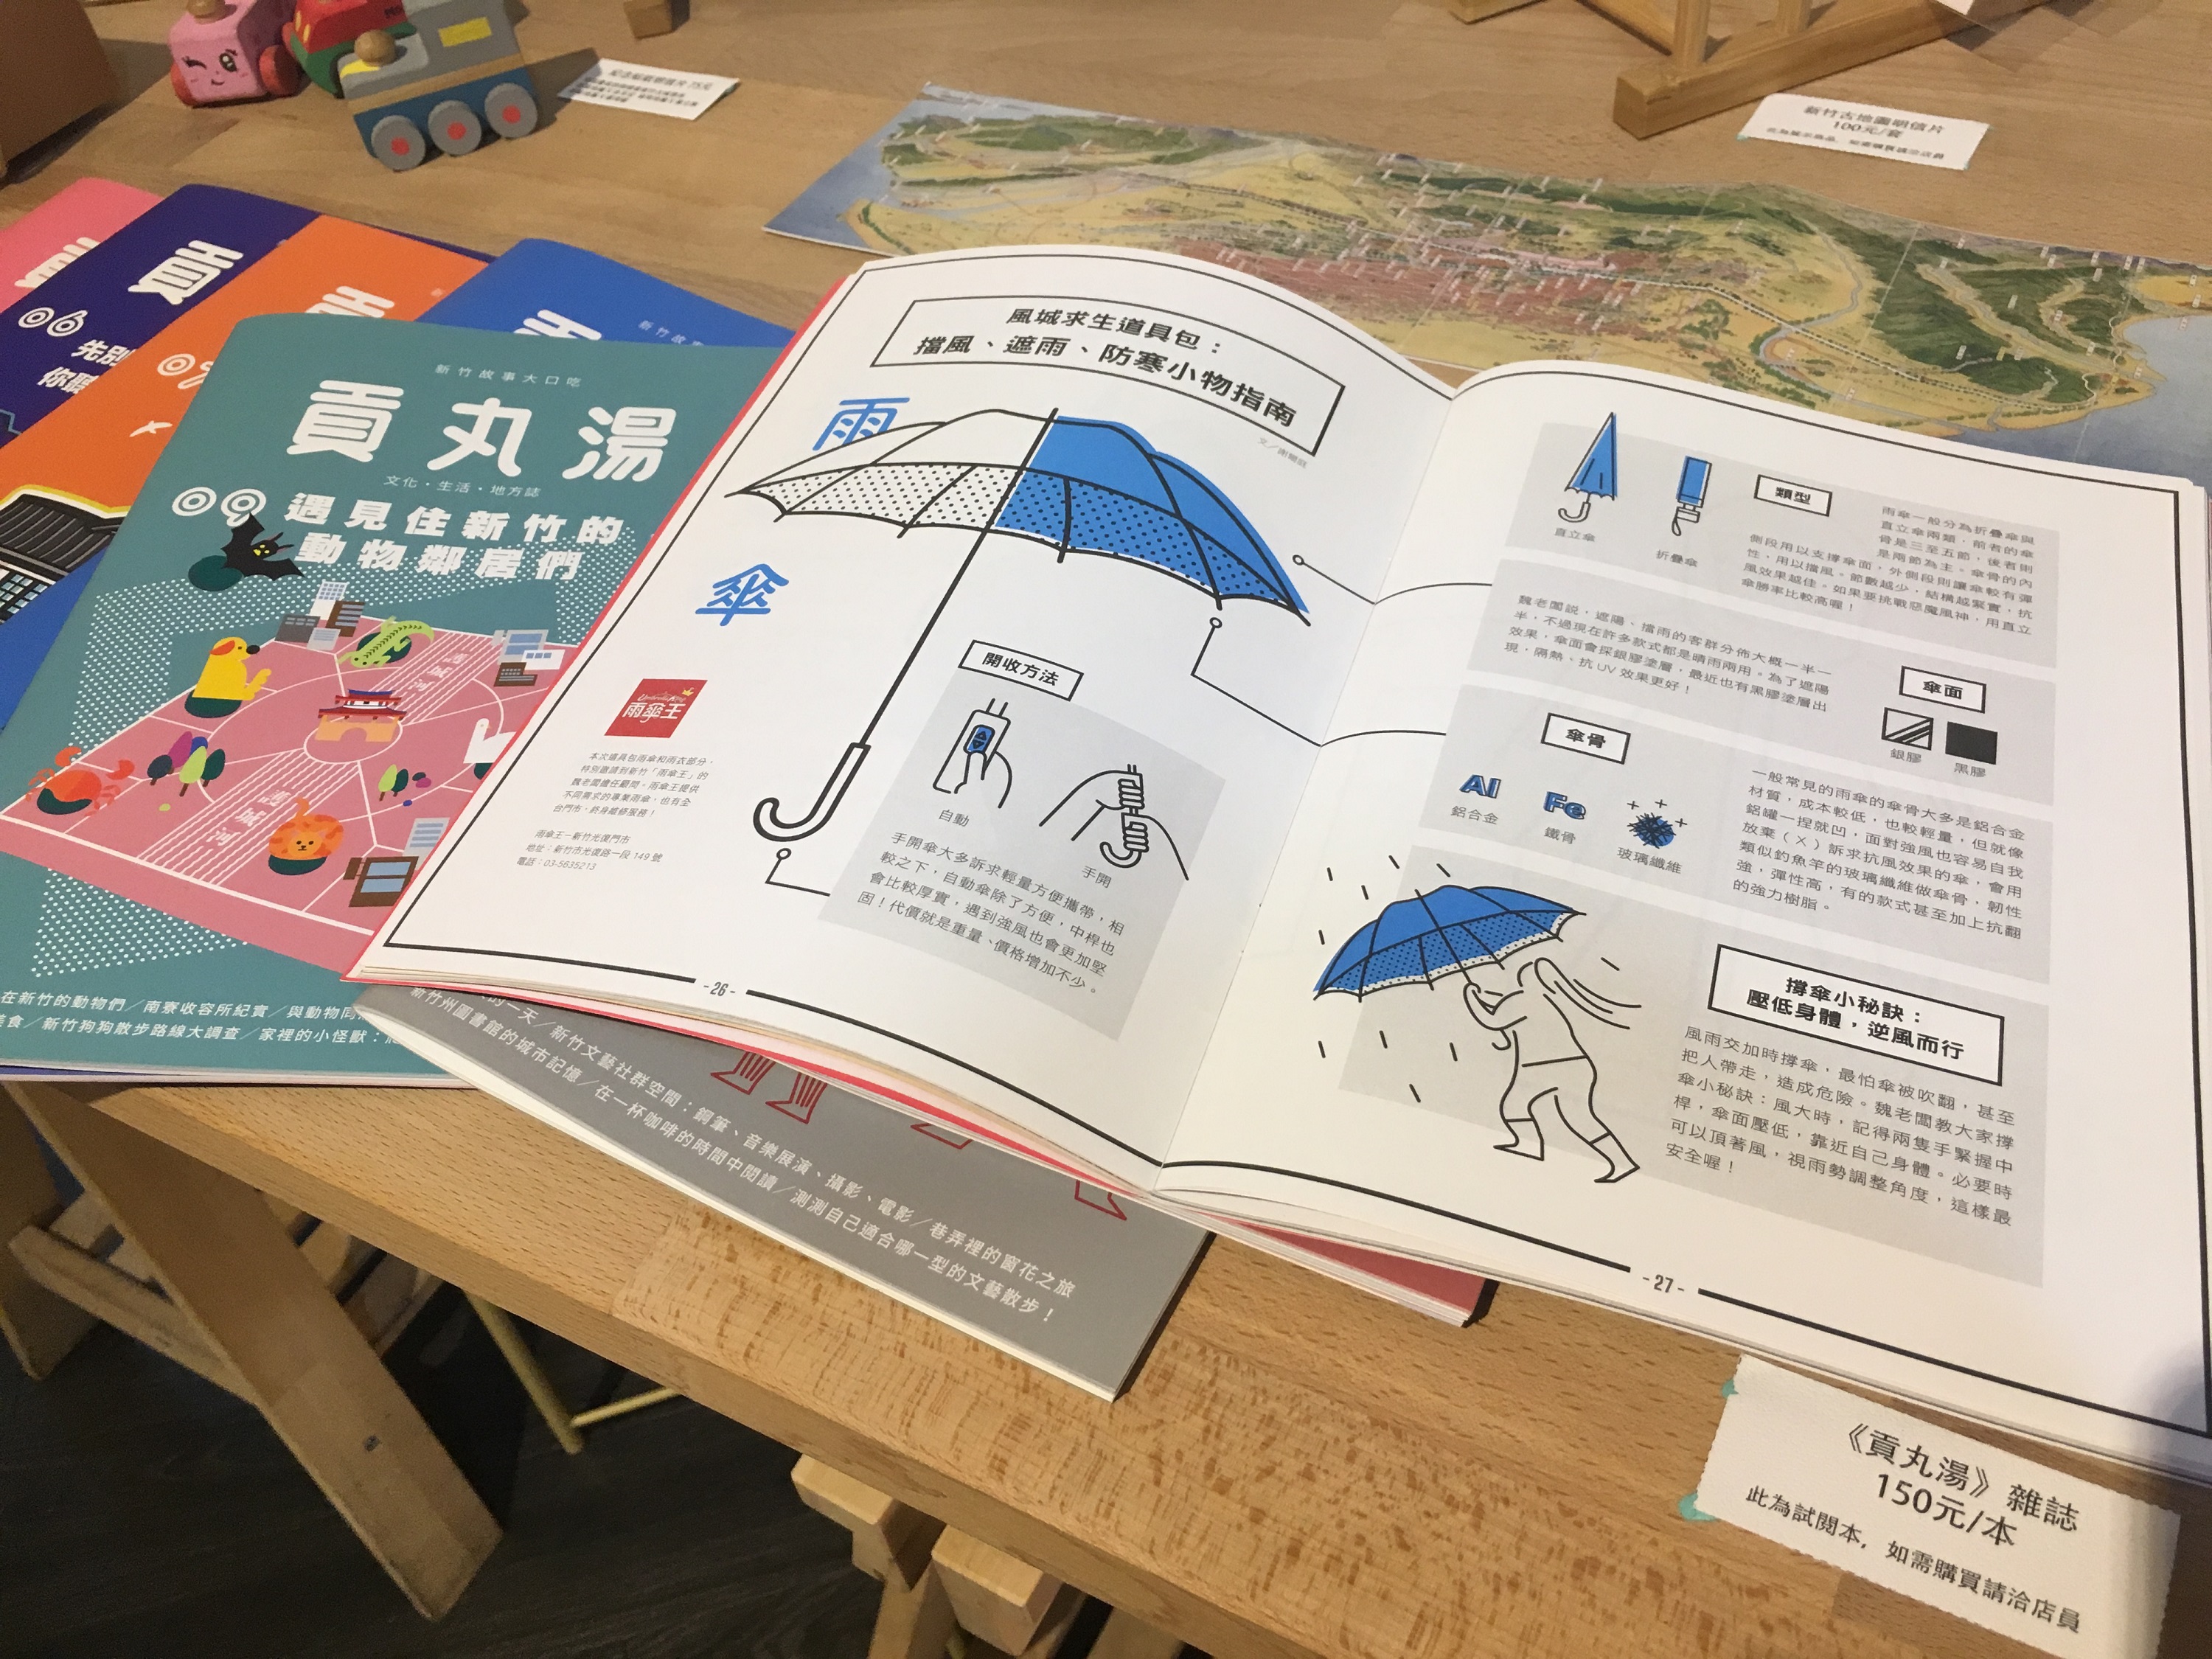 新竹古地圖明信片
100元/套
貢
06
先別
貢
新竹故事大口吃
貢丸湯
文化・生活・地方誌
09 遇見住新竹的
動物鄰居們
護城河
護城河
在新竹的動物們／南寮收容所紀實／與動物同
美食／新竹狗狗散步路線大調查／家裡的小怪獸：
的一天／新竹文藝社群空間：鋼筆、音樂展演、攝影、電影／巷弄裡的窗花之旅
新竹州圖書館的城市記憶／在一杯咖啡的時間中閱讀／測測自己適合哪一型的文藝散步！
風城求生道具包：
擋風、遮雨、防寒小物指南
雨
傘
雨傘王
本次道具包雨傘和雨衣部分，
特別邀請到新竹「雨傘王」的
魏老闆擔任顧問。雨傘王提供
不同需求的專業雨傘，也有全
台門市、終身維修服務！
雨傘王－新竹光復門市
地址：新竹市光復路一段 149 號
電話：03-5635213
開收方法
自動
手開
手開傘大多訴求輕量方便攜帶，相
較之下，自動傘除了方便，中桿也
會比較厚實，遇到強風也會更加堅
固！代價就是重量、價格增加不少。
- 26 -
直立傘
折疊傘
類型
雨傘一般分為折疊傘與
直立傘兩類，前者的傘
骨是三至五節，後者則
是兩節為主。傘骨的內
側段用以支撐傘面，外側段則讓傘較有彈
性，用以擋風。節數越少，結構越緊實，抗
風效果越佳。如果要挑戰惡魔風神，用直立
傘勝率比較高喔！
魏老闆説，遮陽、擋雨的客群分佈大概一半一
半，不過現在許多款式都是晴雨兩用。為了遮陽
效果，傘面會採銀膠塗層，最近也有黑膠塗層出
現，隔熱、抗 UV 效果更好！
傘面
銀膠
黑膠
傘骨
Al
鋁合金
Fe
鐵骨
玻璃纖維
一般常見的雨傘的傘骨大多是鋁合金
材質，成本較低，也較輕量，但就像
鋁罐一捏就凹，面對強風也容易自我
放棄（X）訴求抗風效果的傘，會用
類似釣魚竿的玻璃纖維做傘骨，韌性
強，彈性高，有的款式甚至加上抗翻
的強力樹脂。
撐傘小秘訣：
壓低身體，逆風而行
風雨交加時撐傘，最怕傘被吹翻，甚至
把人帶走，造成危險。魏老闆教大家撐
傘小秘訣：風大時，記得兩隻手緊握中
桿，傘面壓低，靠近自己身體。必要時
可以頂著風，視雨勢調整角度，這樣最
安全喔！
- 27 -
《貢丸湯》雜誌
150元/本
此為試閱本，如需購買請洽店員